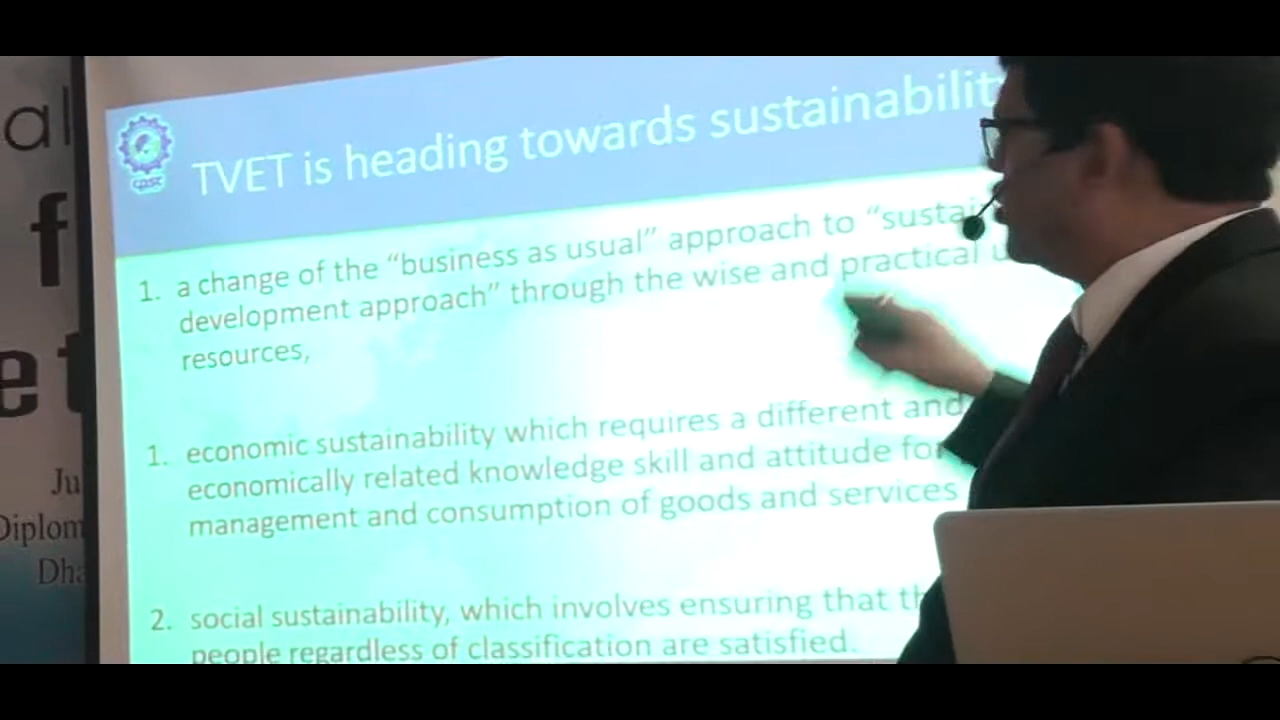 al
f
et
Ju
Diplom
Dha
CPSC
TVET is heading towards sustainabilit
1. a change of the “business as usual” approach to “sustai
development approach” through the wise and practical u
resources,
1. economic sustainability which requires a different and
economically related knowledge skill and attitude for
management and consumption of goods and services
2. social sustainability, which involves ensuring that th
people regardless of classification are satisfied.